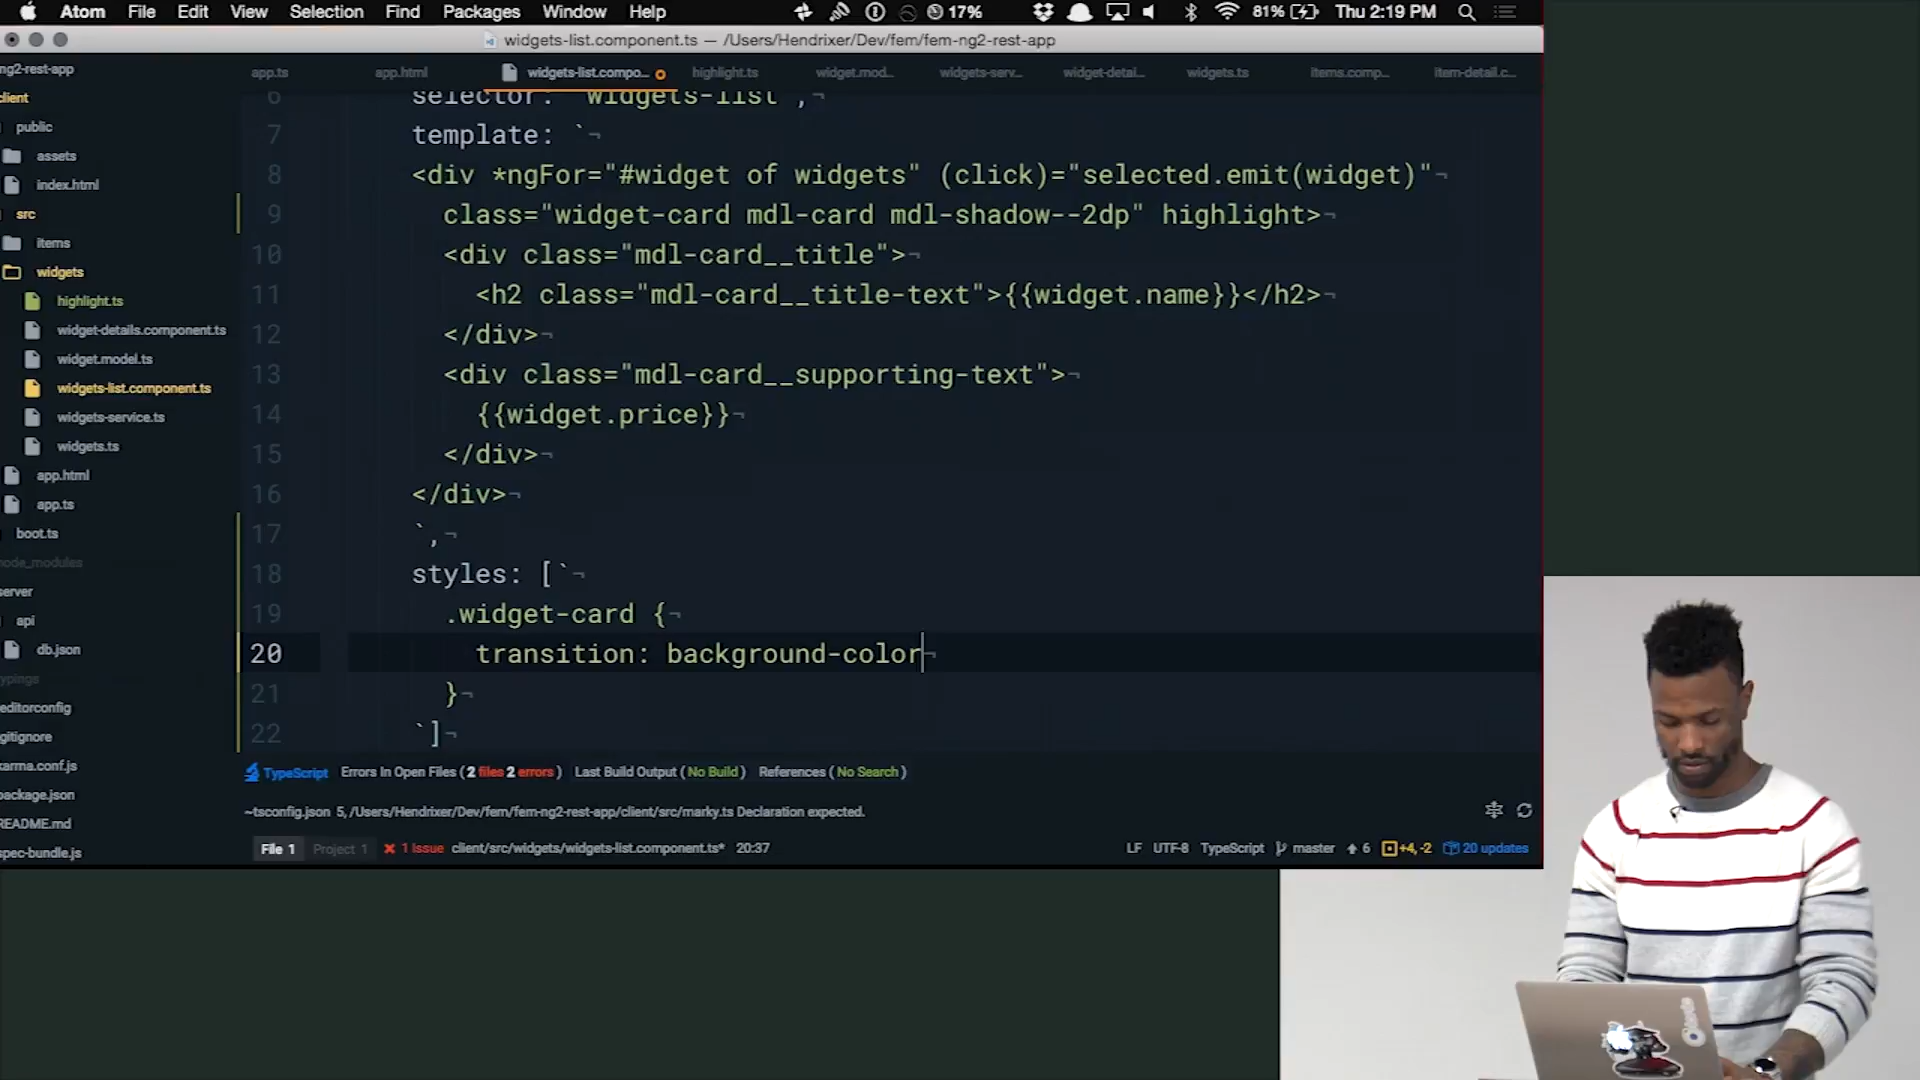 Atom File Edit View Selection Find Packages Window Help 17% 81% Thu 2:19 PM
widgets-list.component.ts — /Users/Hendrixer/Dev/fem/fem-ng2-rest-app
ng2-rest-app
client
public
assets
index.html
src
items
widgets
highlight.ts
widget-details.component.ts
widget.model.ts
widgets-list.component.ts
widgets-service.ts
widgets.ts
app.html
app.ts
boot.ts
node_modules
server
api
db.json
typings
editorconfig
gitignore
karma.conf.js
package.json
README.md
spec-bundle.js
app.ts app.html widgets-list.compo... highlight.ts widget.mod... widgets-serv... widget-detai... widgets.ts items.comp... item-detail.c...
6 selector: 'widgets-list',¬
7 template: `¬
8 <div *ngFor="#widget of widgets" (click)="selected.emit(widget)"¬
9 class="widget-card mdl-card mdl-shadow--2dp" highlight>¬
10 <div class="mdl-card__title">¬
11 <h2 class="mdl-card__title-text">{{widget.name}}</h2>¬
12 </div>¬
13 <div class="mdl-card__supporting-text">¬
14 {{widget.price}}¬
15 </div>¬
16 </div>¬
17 `,¬
18 styles: [`¬
19 .widget-card {¬
20 transition: background-color¬
21 }¬
22 `]¬
TypeScript Errors In Open Files ( 2 files 2 errors ) Last Build Output ( No Build ) References ( No Search )
~tsconfig.json 5, /Users/Hendrixer/Dev/fem/fem-ng2-rest-app/client/src/marky.ts Declaration expected.
File 1 Project 1 1 Issue client/src/widgets/widgets-list.component.ts* 20:37 LF UTF-8 TypeScript master 6 +4, -2 20 updates